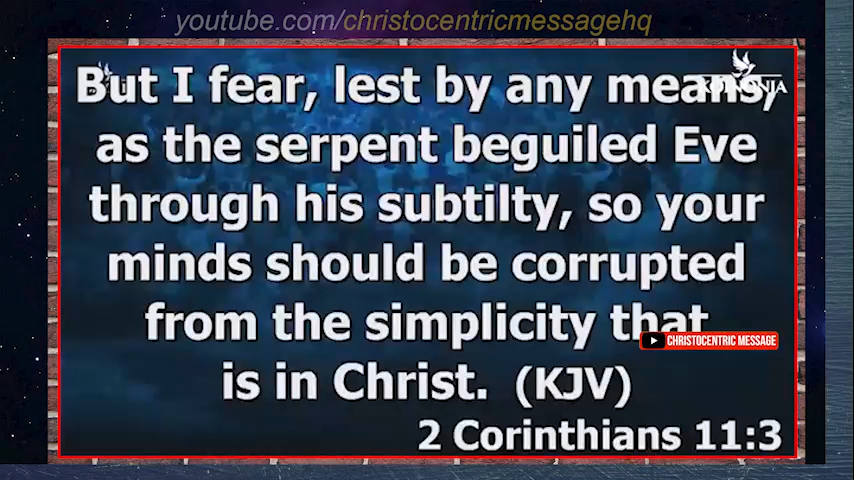 youtube.com/christocentricmessagehq
KOINONIA
But I fear, lest by any means,
as the serpent beguiled Eve
through his subtilty, so your
minds should be corrupted
from the simplicity that
CHRISTOCENTRIC MESSAGE
is in Christ. (KJV)
2 Corinthians 11:3